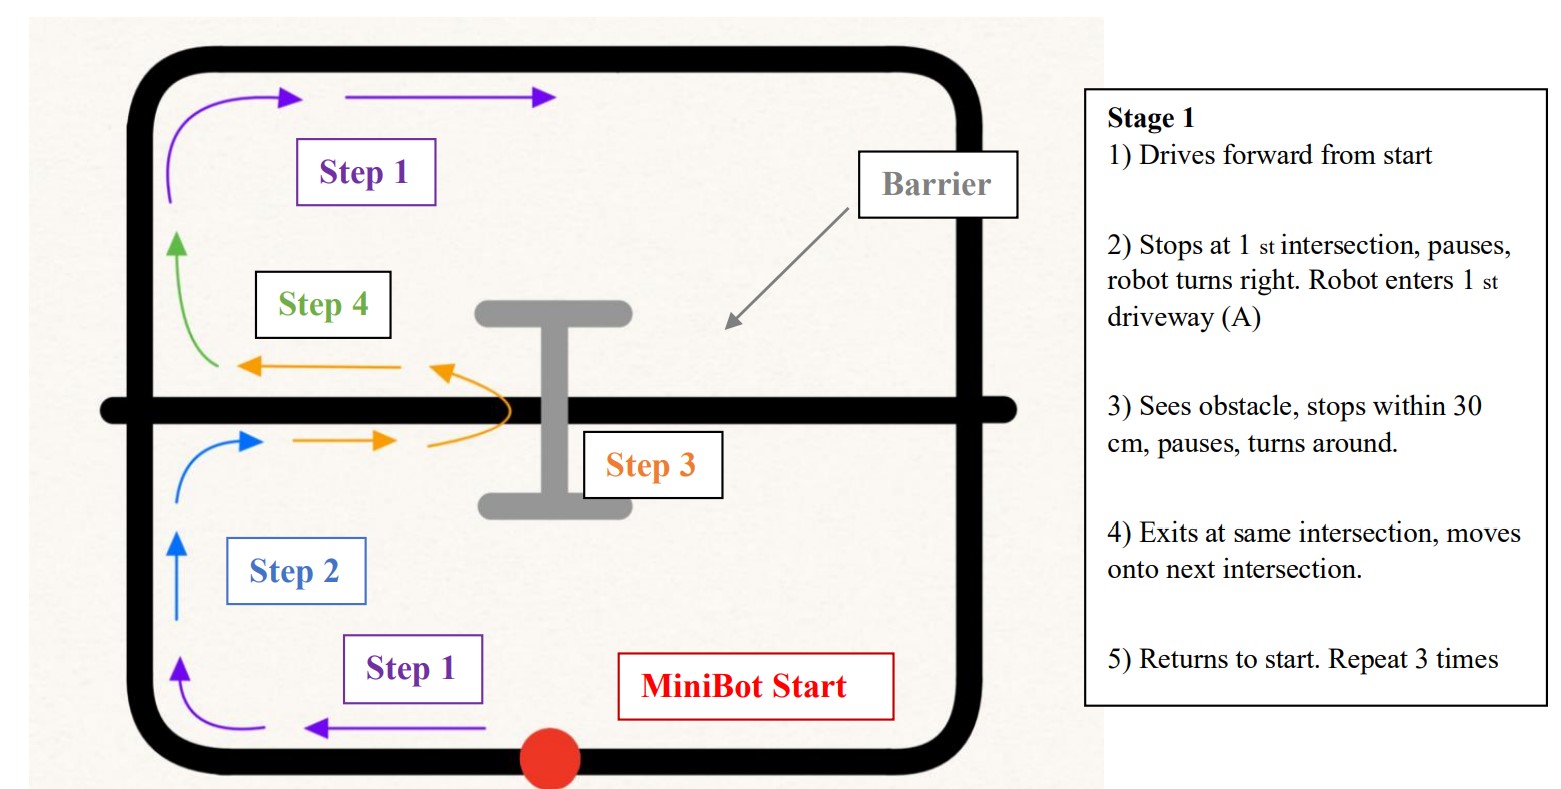 Step 1
Barrier
Step 4
Step 3
Step 2
Step 1
MiniBot Start
Stage 1
1) Drives forward from start
2) Stops at 1 st intersection, pauses,
robot turns right. Robot enters 1 st
driveway (A)
3) Sees obstacle, stops within 30
cm, pauses, turns around.
4) Exits at same intersection, moves
onto next intersection.
5) Returns to start. Repeat 3 times